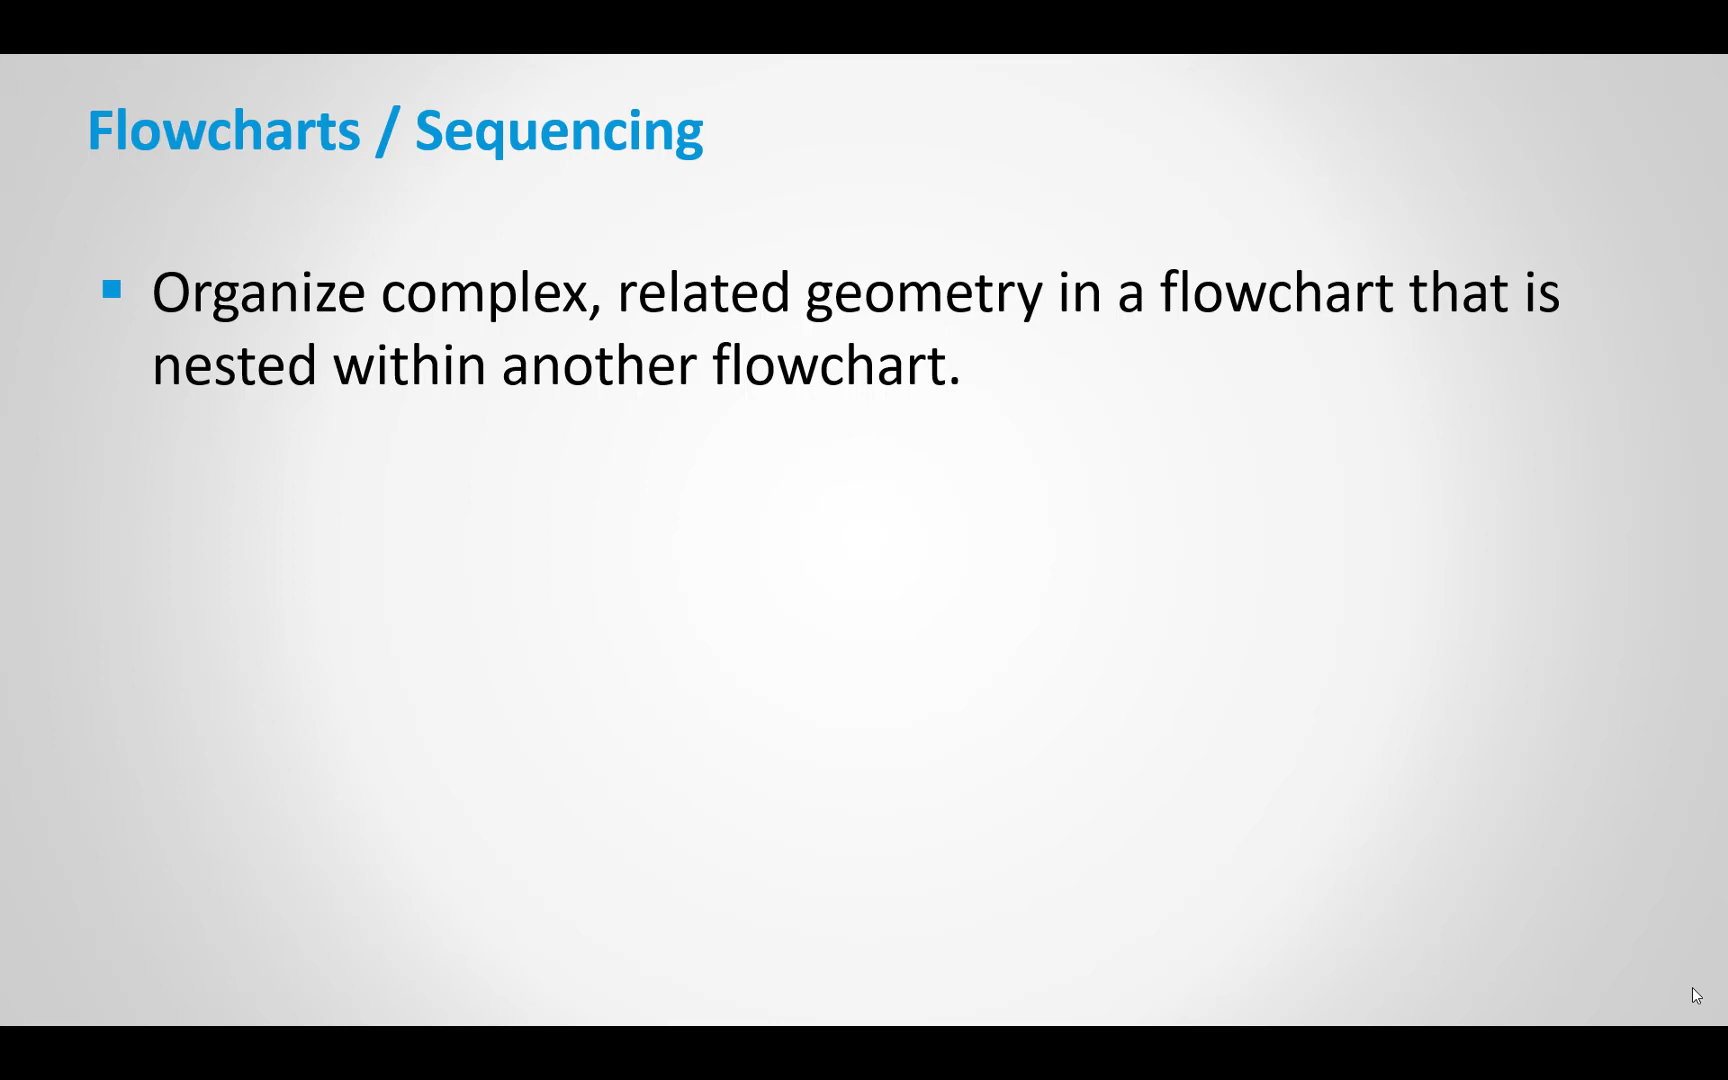 Flowcharts / Sequencing
Organize complex, related geometry in a flowchart that is
nested within another flowchart.